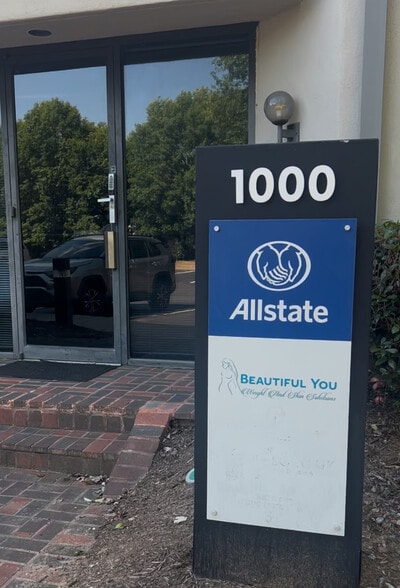 1000
Allstate
BEAUTIFUL YOU
Weight And Skin Solutions